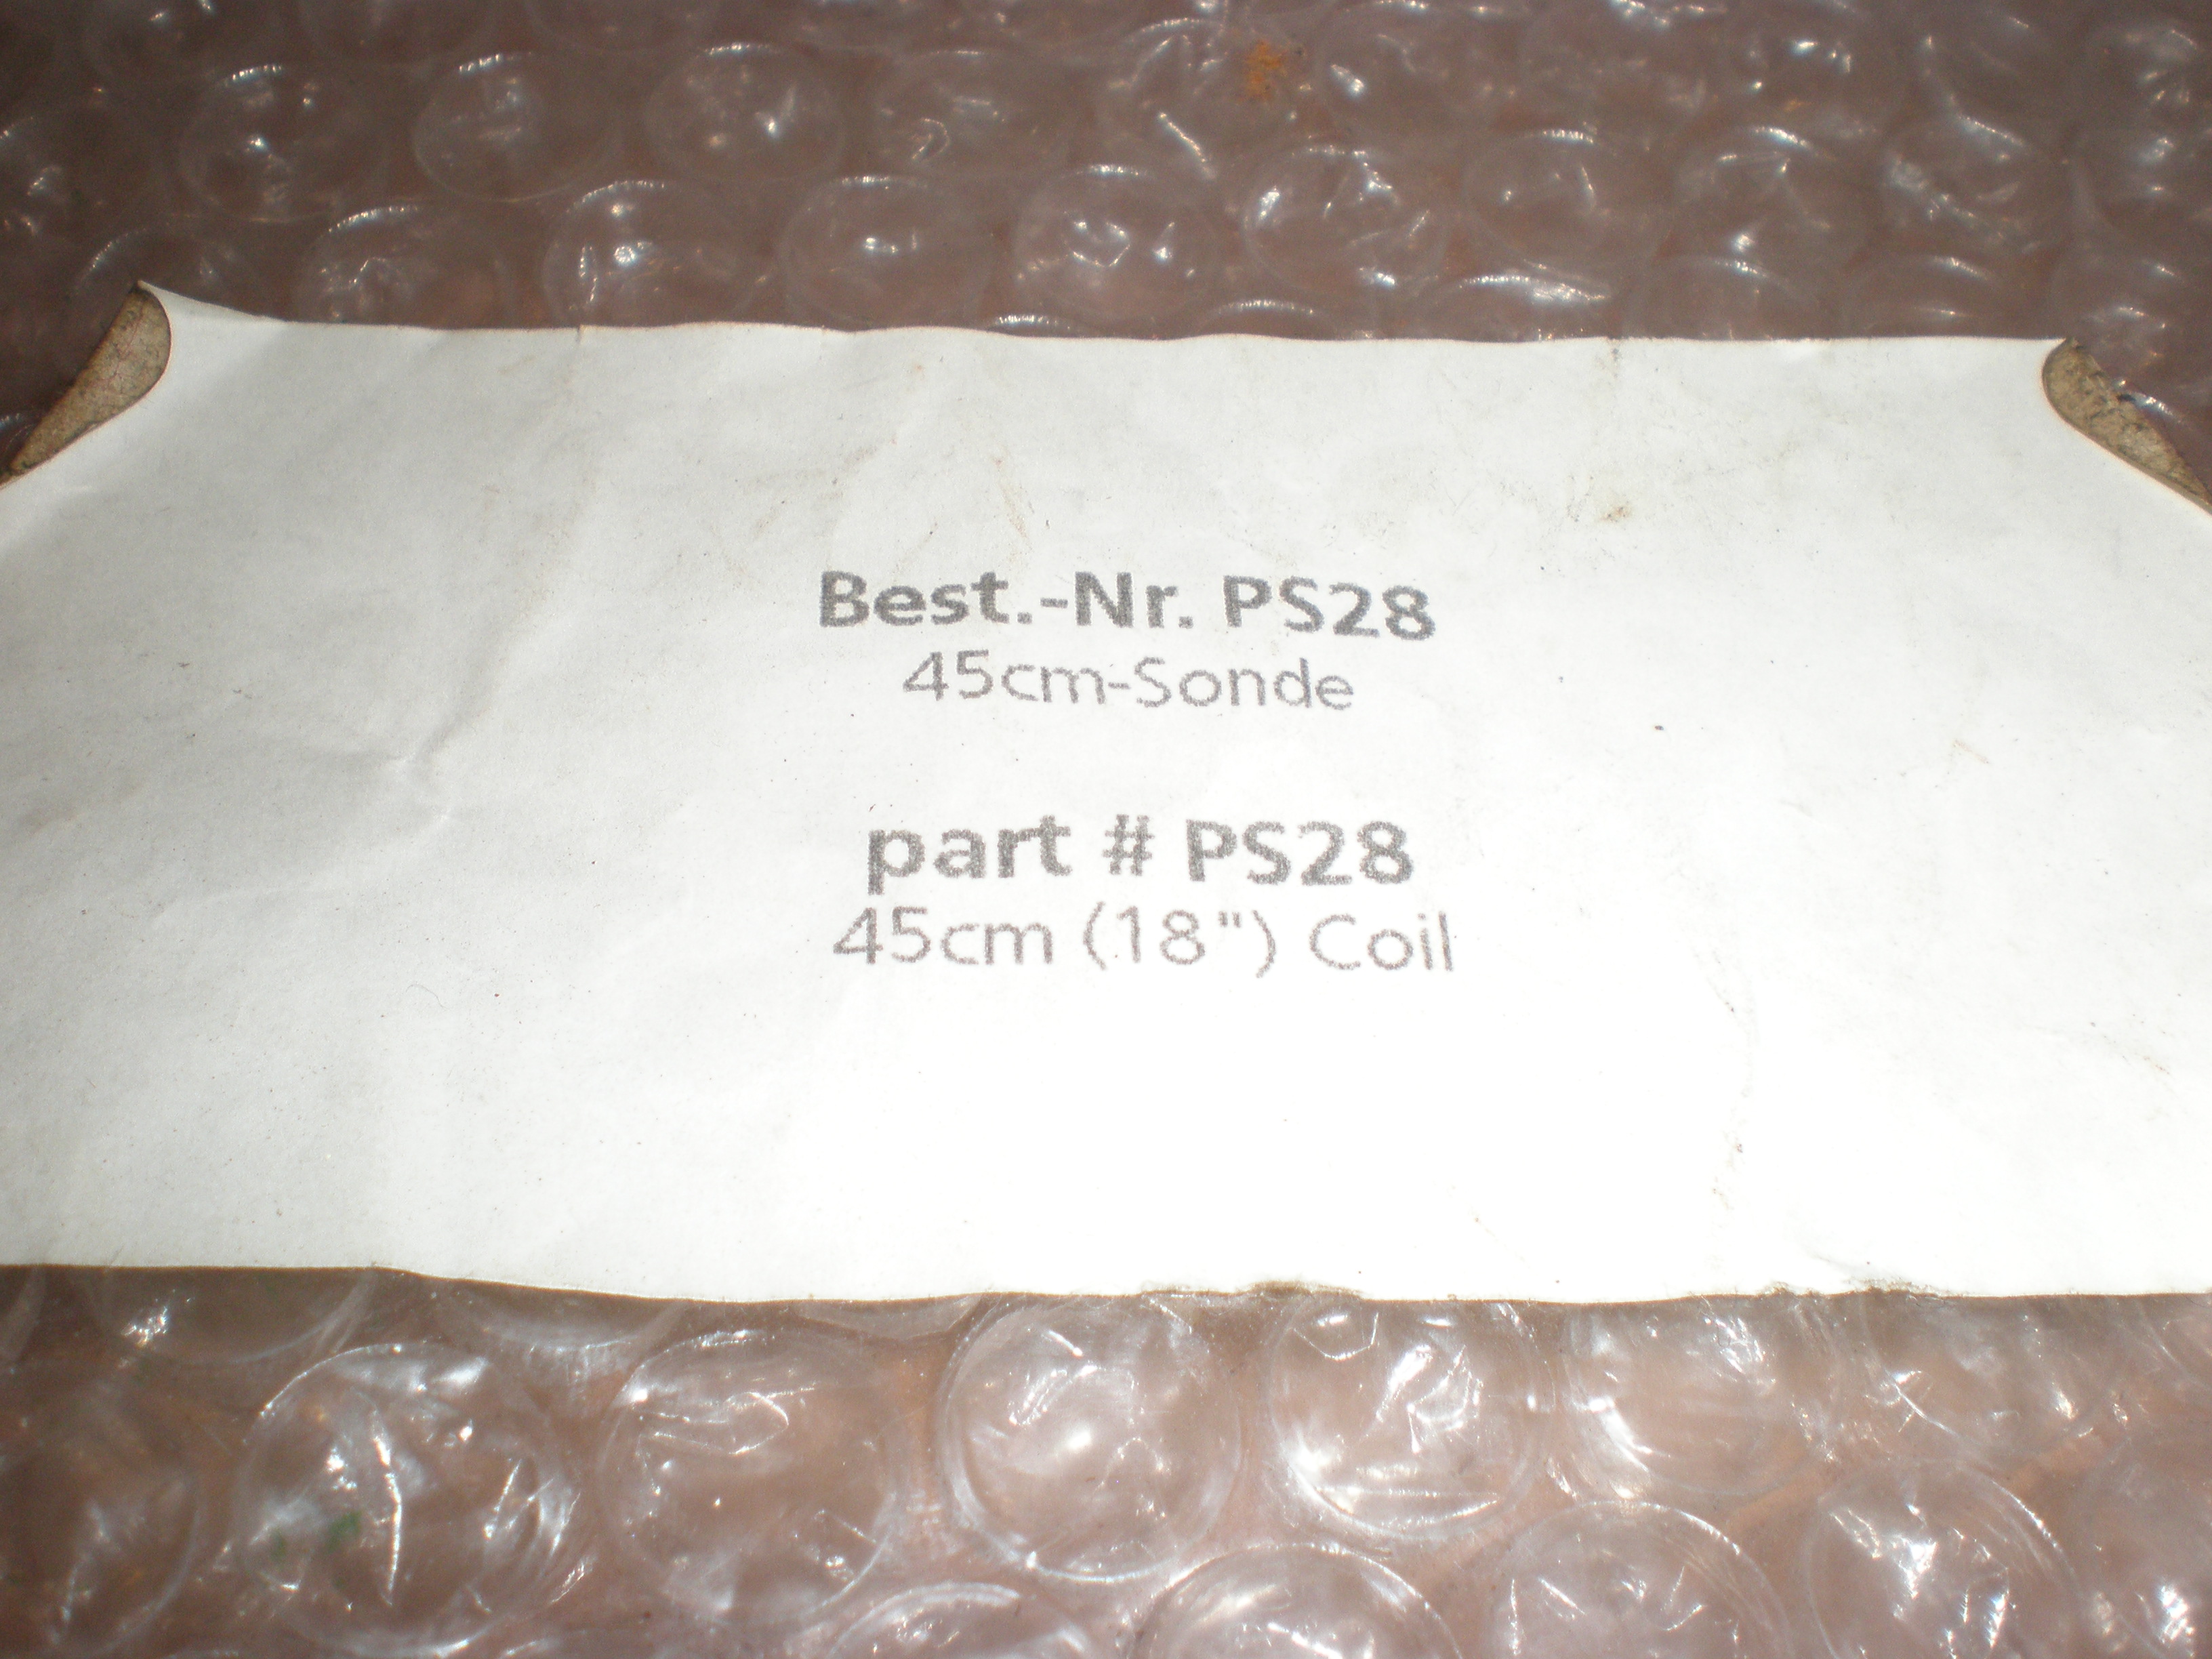 Best.-Nr. PS28
45cm-Sonde
part # PS28
45cm (18") Coil